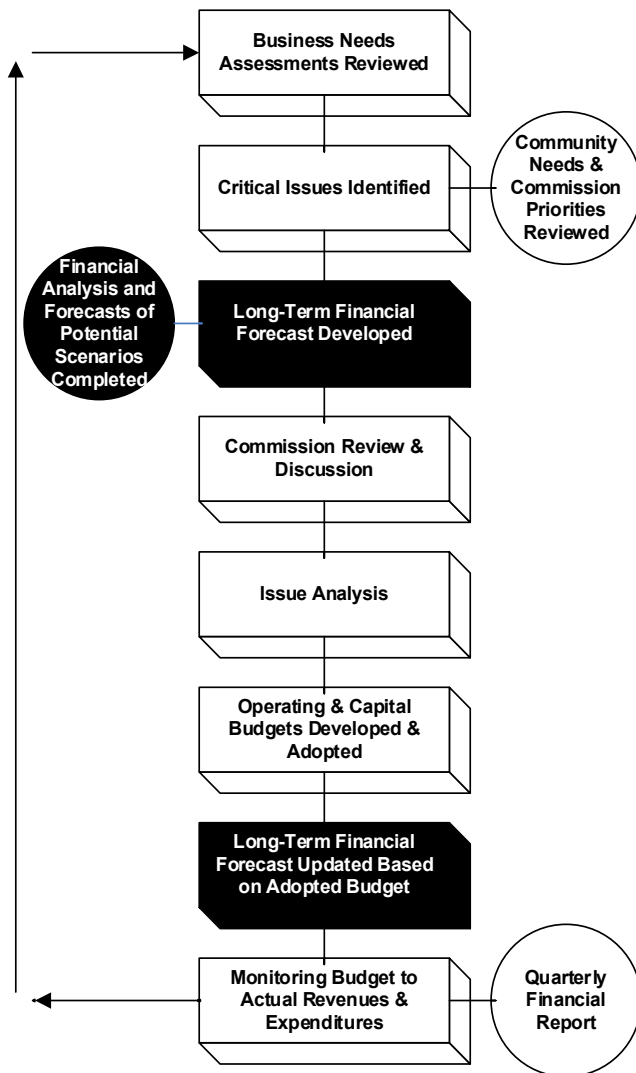 Business Needs
Assessments Reviewed
Critical Issues Identified
Community
Needs &
Commission
Priorities
Reviewed
Financial
Analysis and
Forecasts of
Potential
Scenarios
Completed
Long-Term Financial
Forecast Developed
Commission Review &
Discussion
Issue Analysis
Operating & Capital
Budgets Developed &
Adopted
Long-Term Financial
Forecast Updated Based
on Adopted Budget
Monitoring Budget to
Actual Revenues &
Expenditures
Quarterly
Financial
Report